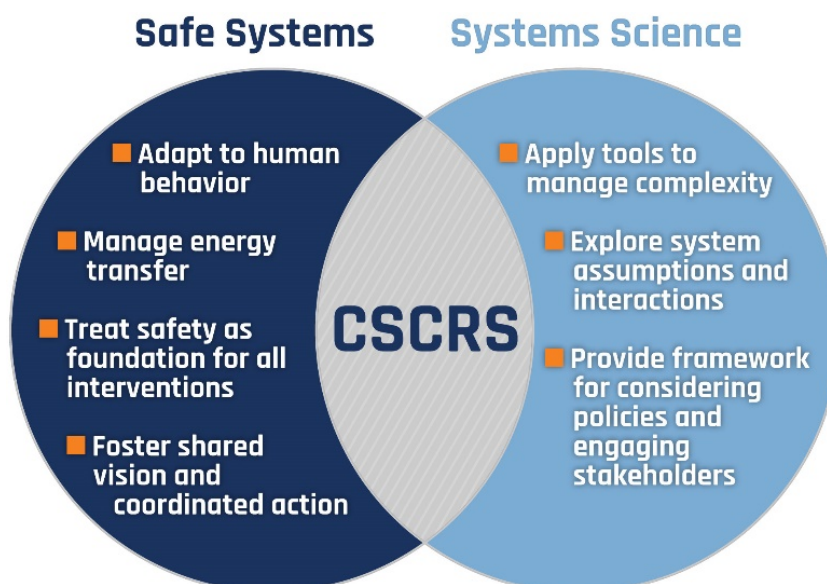 Safe Systems
Systems Science
Adapt to human
behavior
Manage energy
transfer
Treat safety as
foundation for all
interventions
Foster shared
vision and
coordinated action
CSCRS
Apply tools to
manage complexity
Explore system
assumptions and
interactions
Provide framework
for considering
policies and
engaging
stakeholders